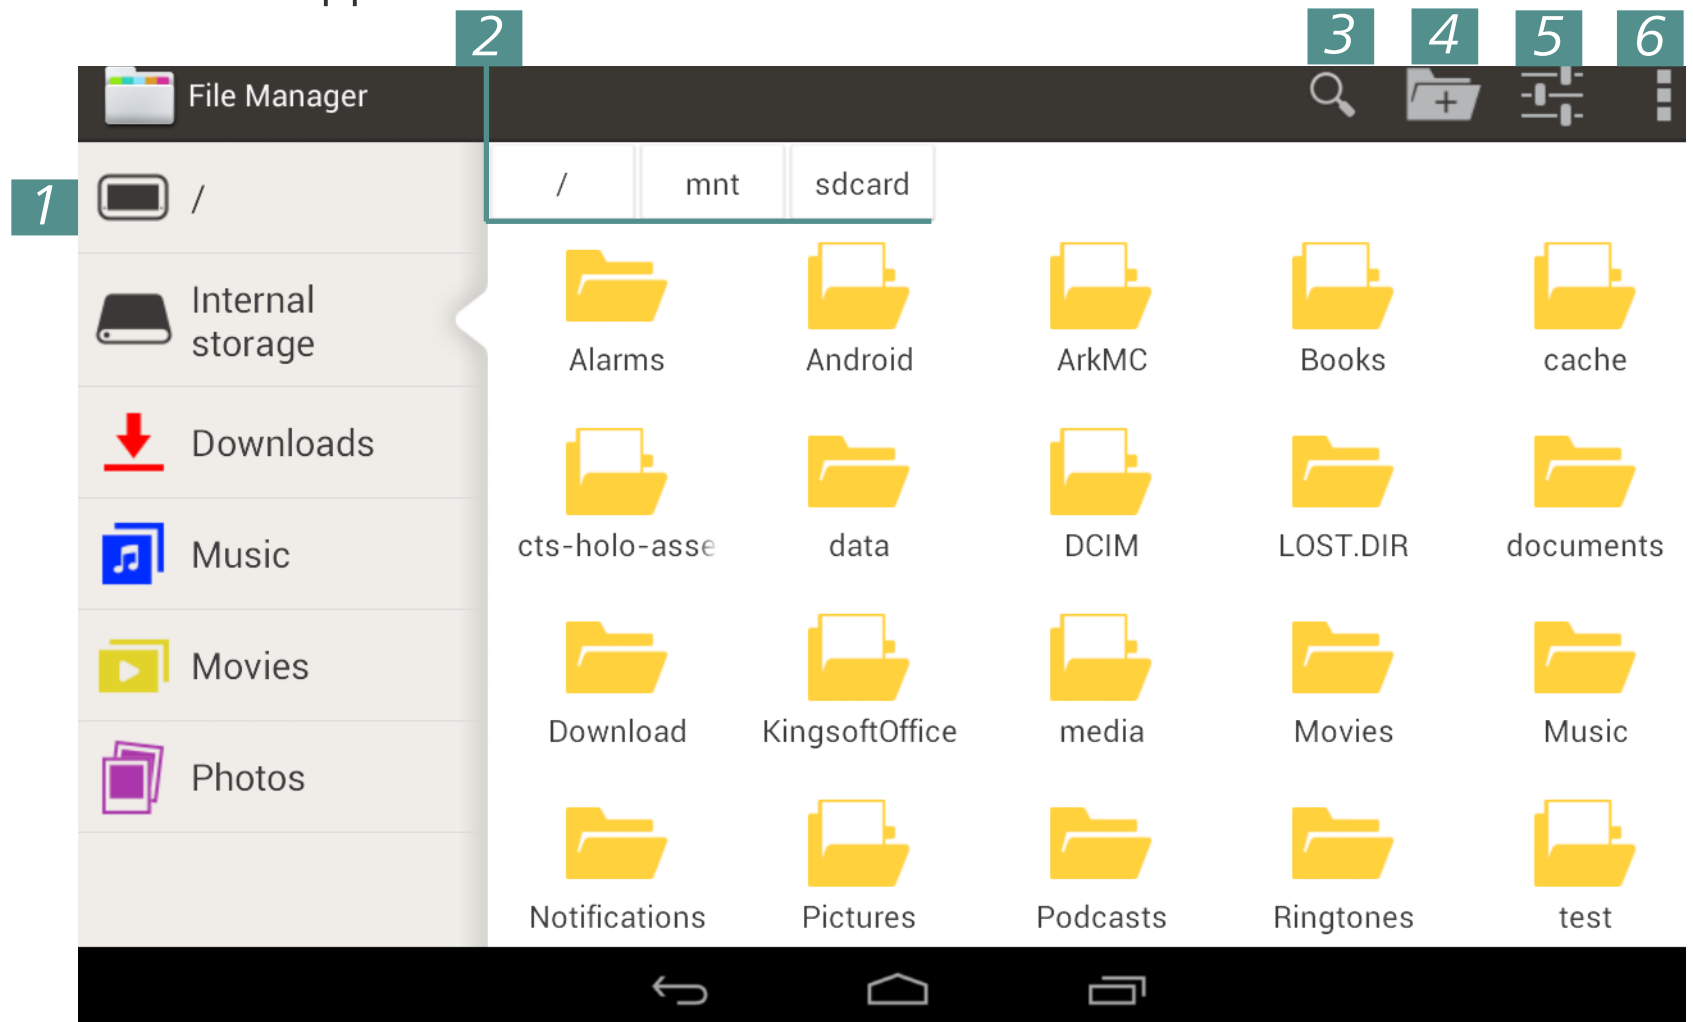 2
3
4
5
6
File Manager
1
/
/ mnt sdcard
Internal
storage
Downloads
Music
Movies
Photos
Alarms Android ArkMC Books cache
cts-holo-asse data DCIM LOST.DIR documents
Download KingsoftOffice media Movies Music
Notifications Pictures Podcasts Ringtones test